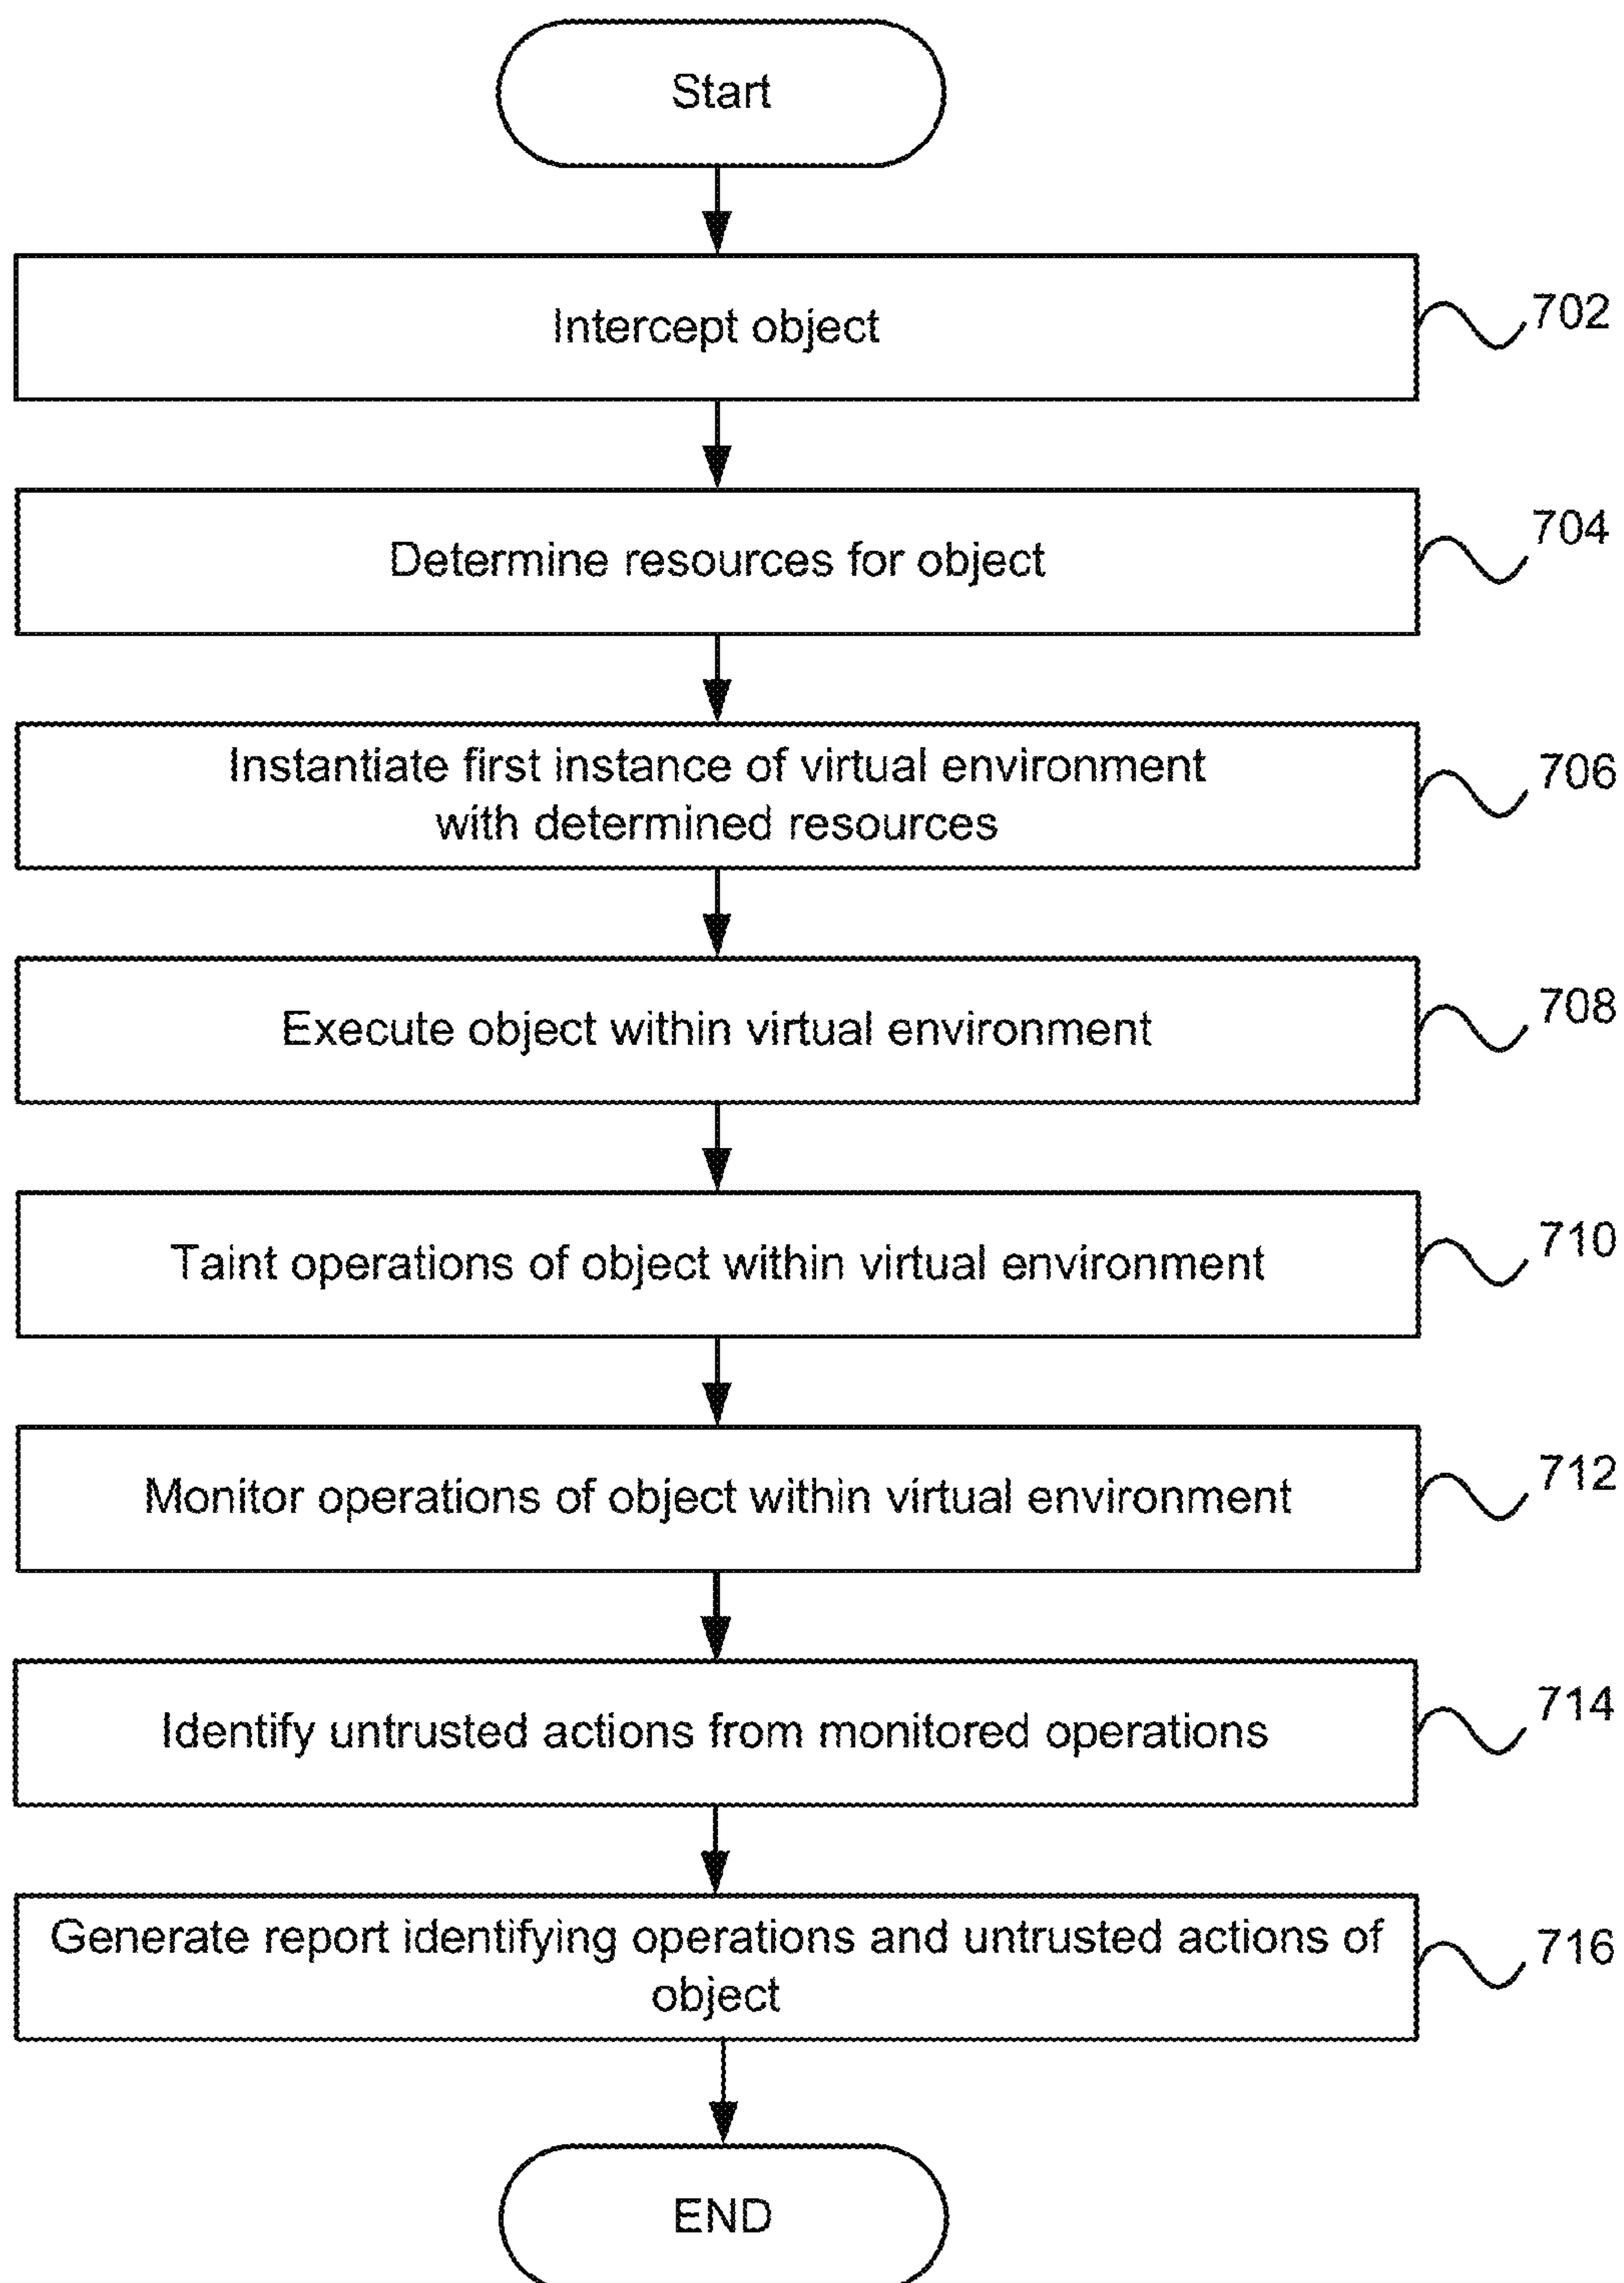 Start
Intercept object
702
Determine resources for object
704
Instantiate first instance of virtual environment
with determined resources
706
Execute object within virtual environment
708
Taint operations of object within virtual environment
710
Monitor operations of object within virtual environment
712
Identify untrusted actions from monitored operations
714
Generate report identifying operations and untrusted actions of
object
716
END